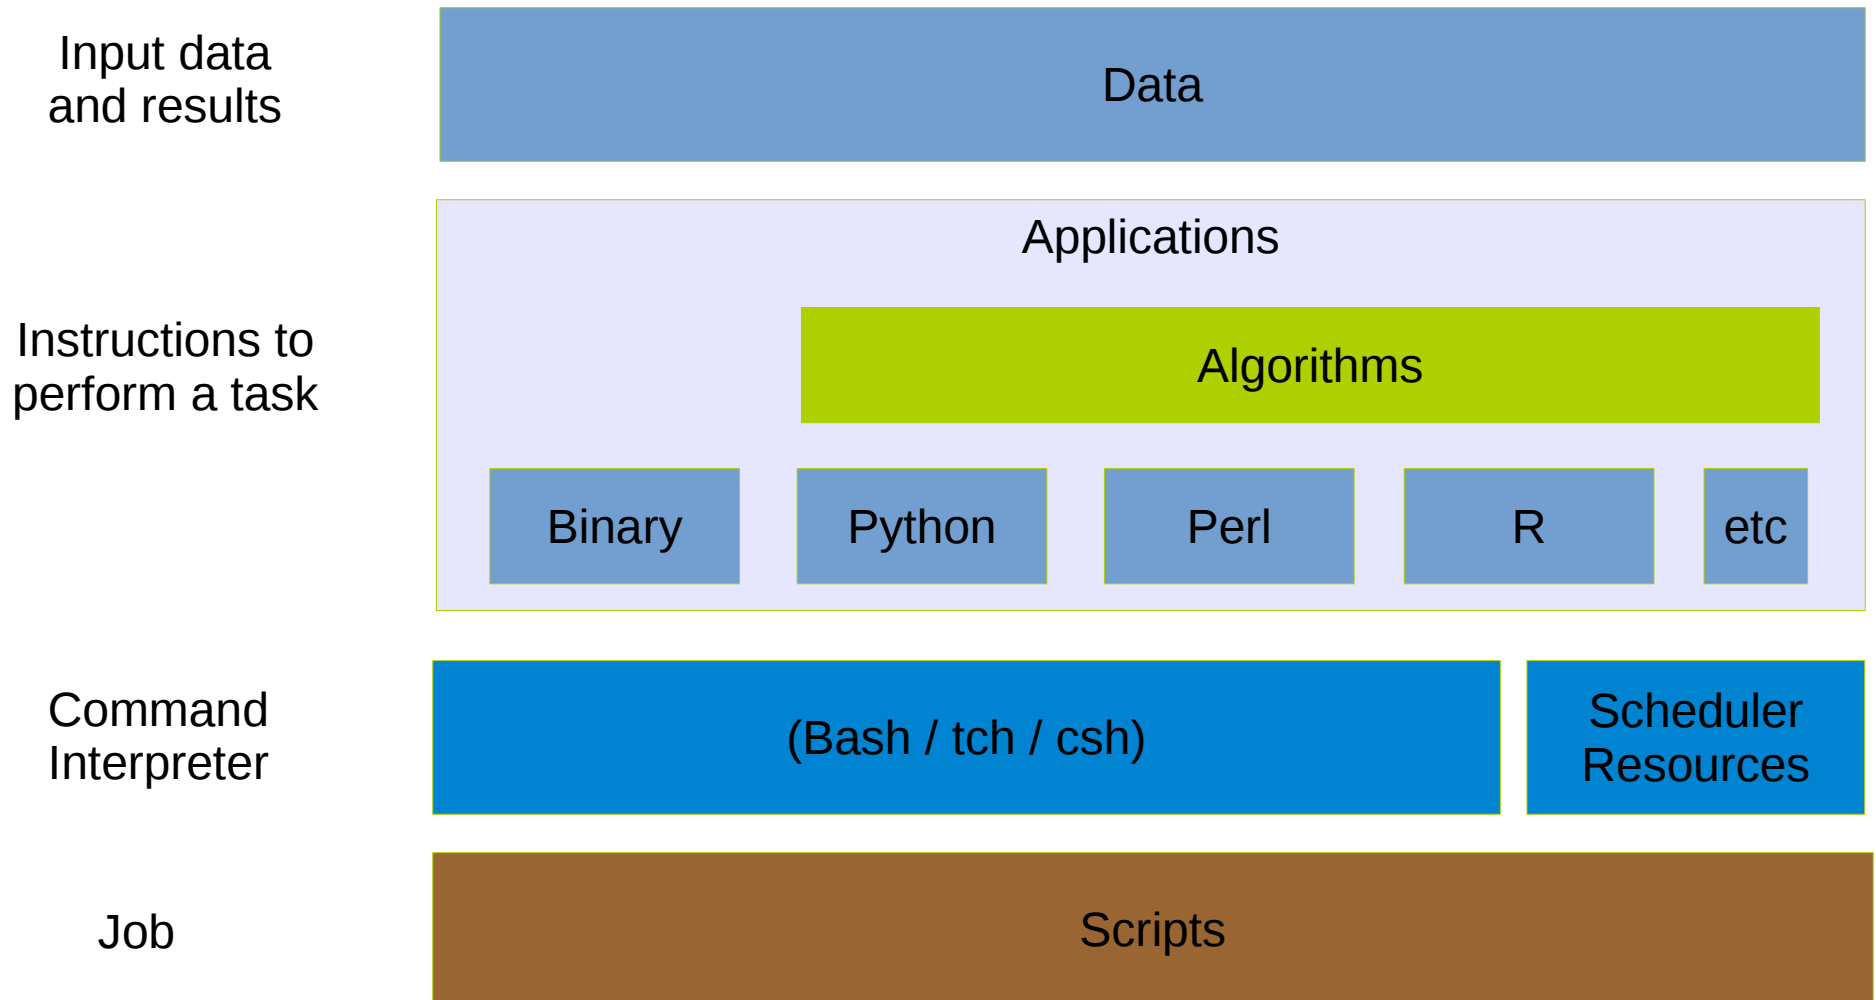 Input data
and results
Data
Applications
Instructions to
perform a task
Algorithms
Binary
Python
Perl
R
etc
Command
Interpreter
(Bash / tch / csh)
Scheduler
Resources
Job
Scripts